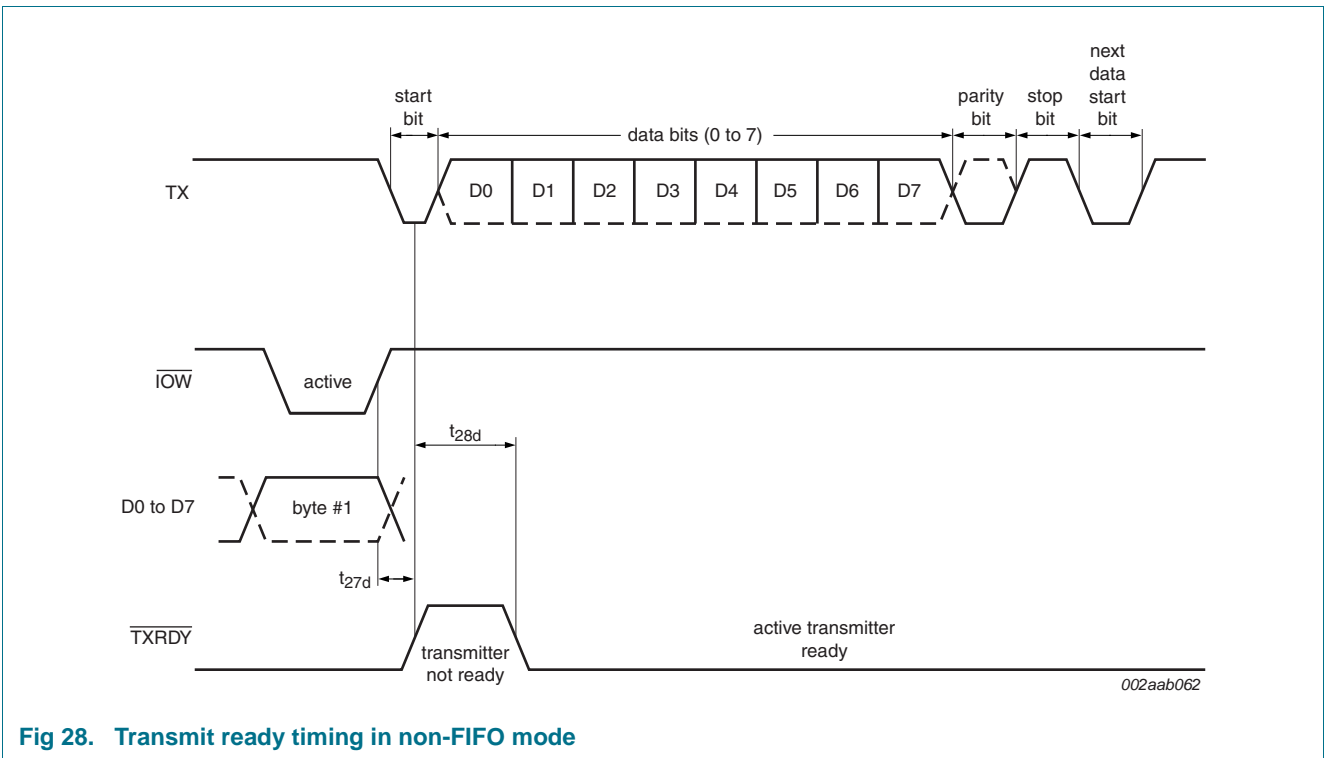 next
data
start
bit
start
bit
parity
bit
stop
bit
data bits (0 to 7)
TX
D0 D1 D2 D3 D4 D5 D6 D7
IOW
active
t28d
D0 to D7
byte #1
t27d
TXRDY
transmitter
not ready
active transmitter
ready
002aab062
Fig 28. Transmit ready timing in non-FIFO mode